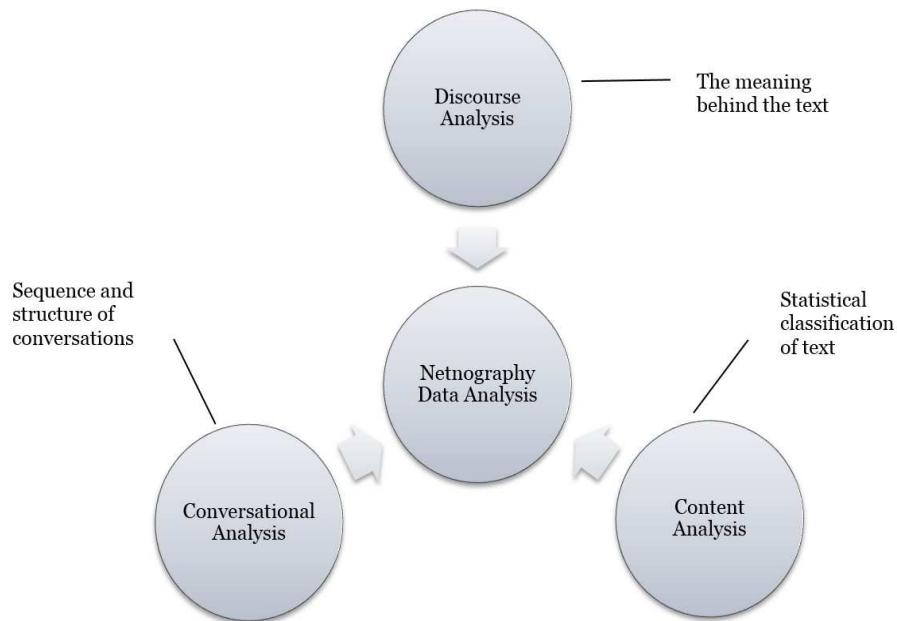 Discourse
Analysis
The meaning
behind the text
Sequence and
structure of
conversations
Statistical
classification
of text
Netnography
Data Analysis
Conversational
Analysis
Content
Analysis